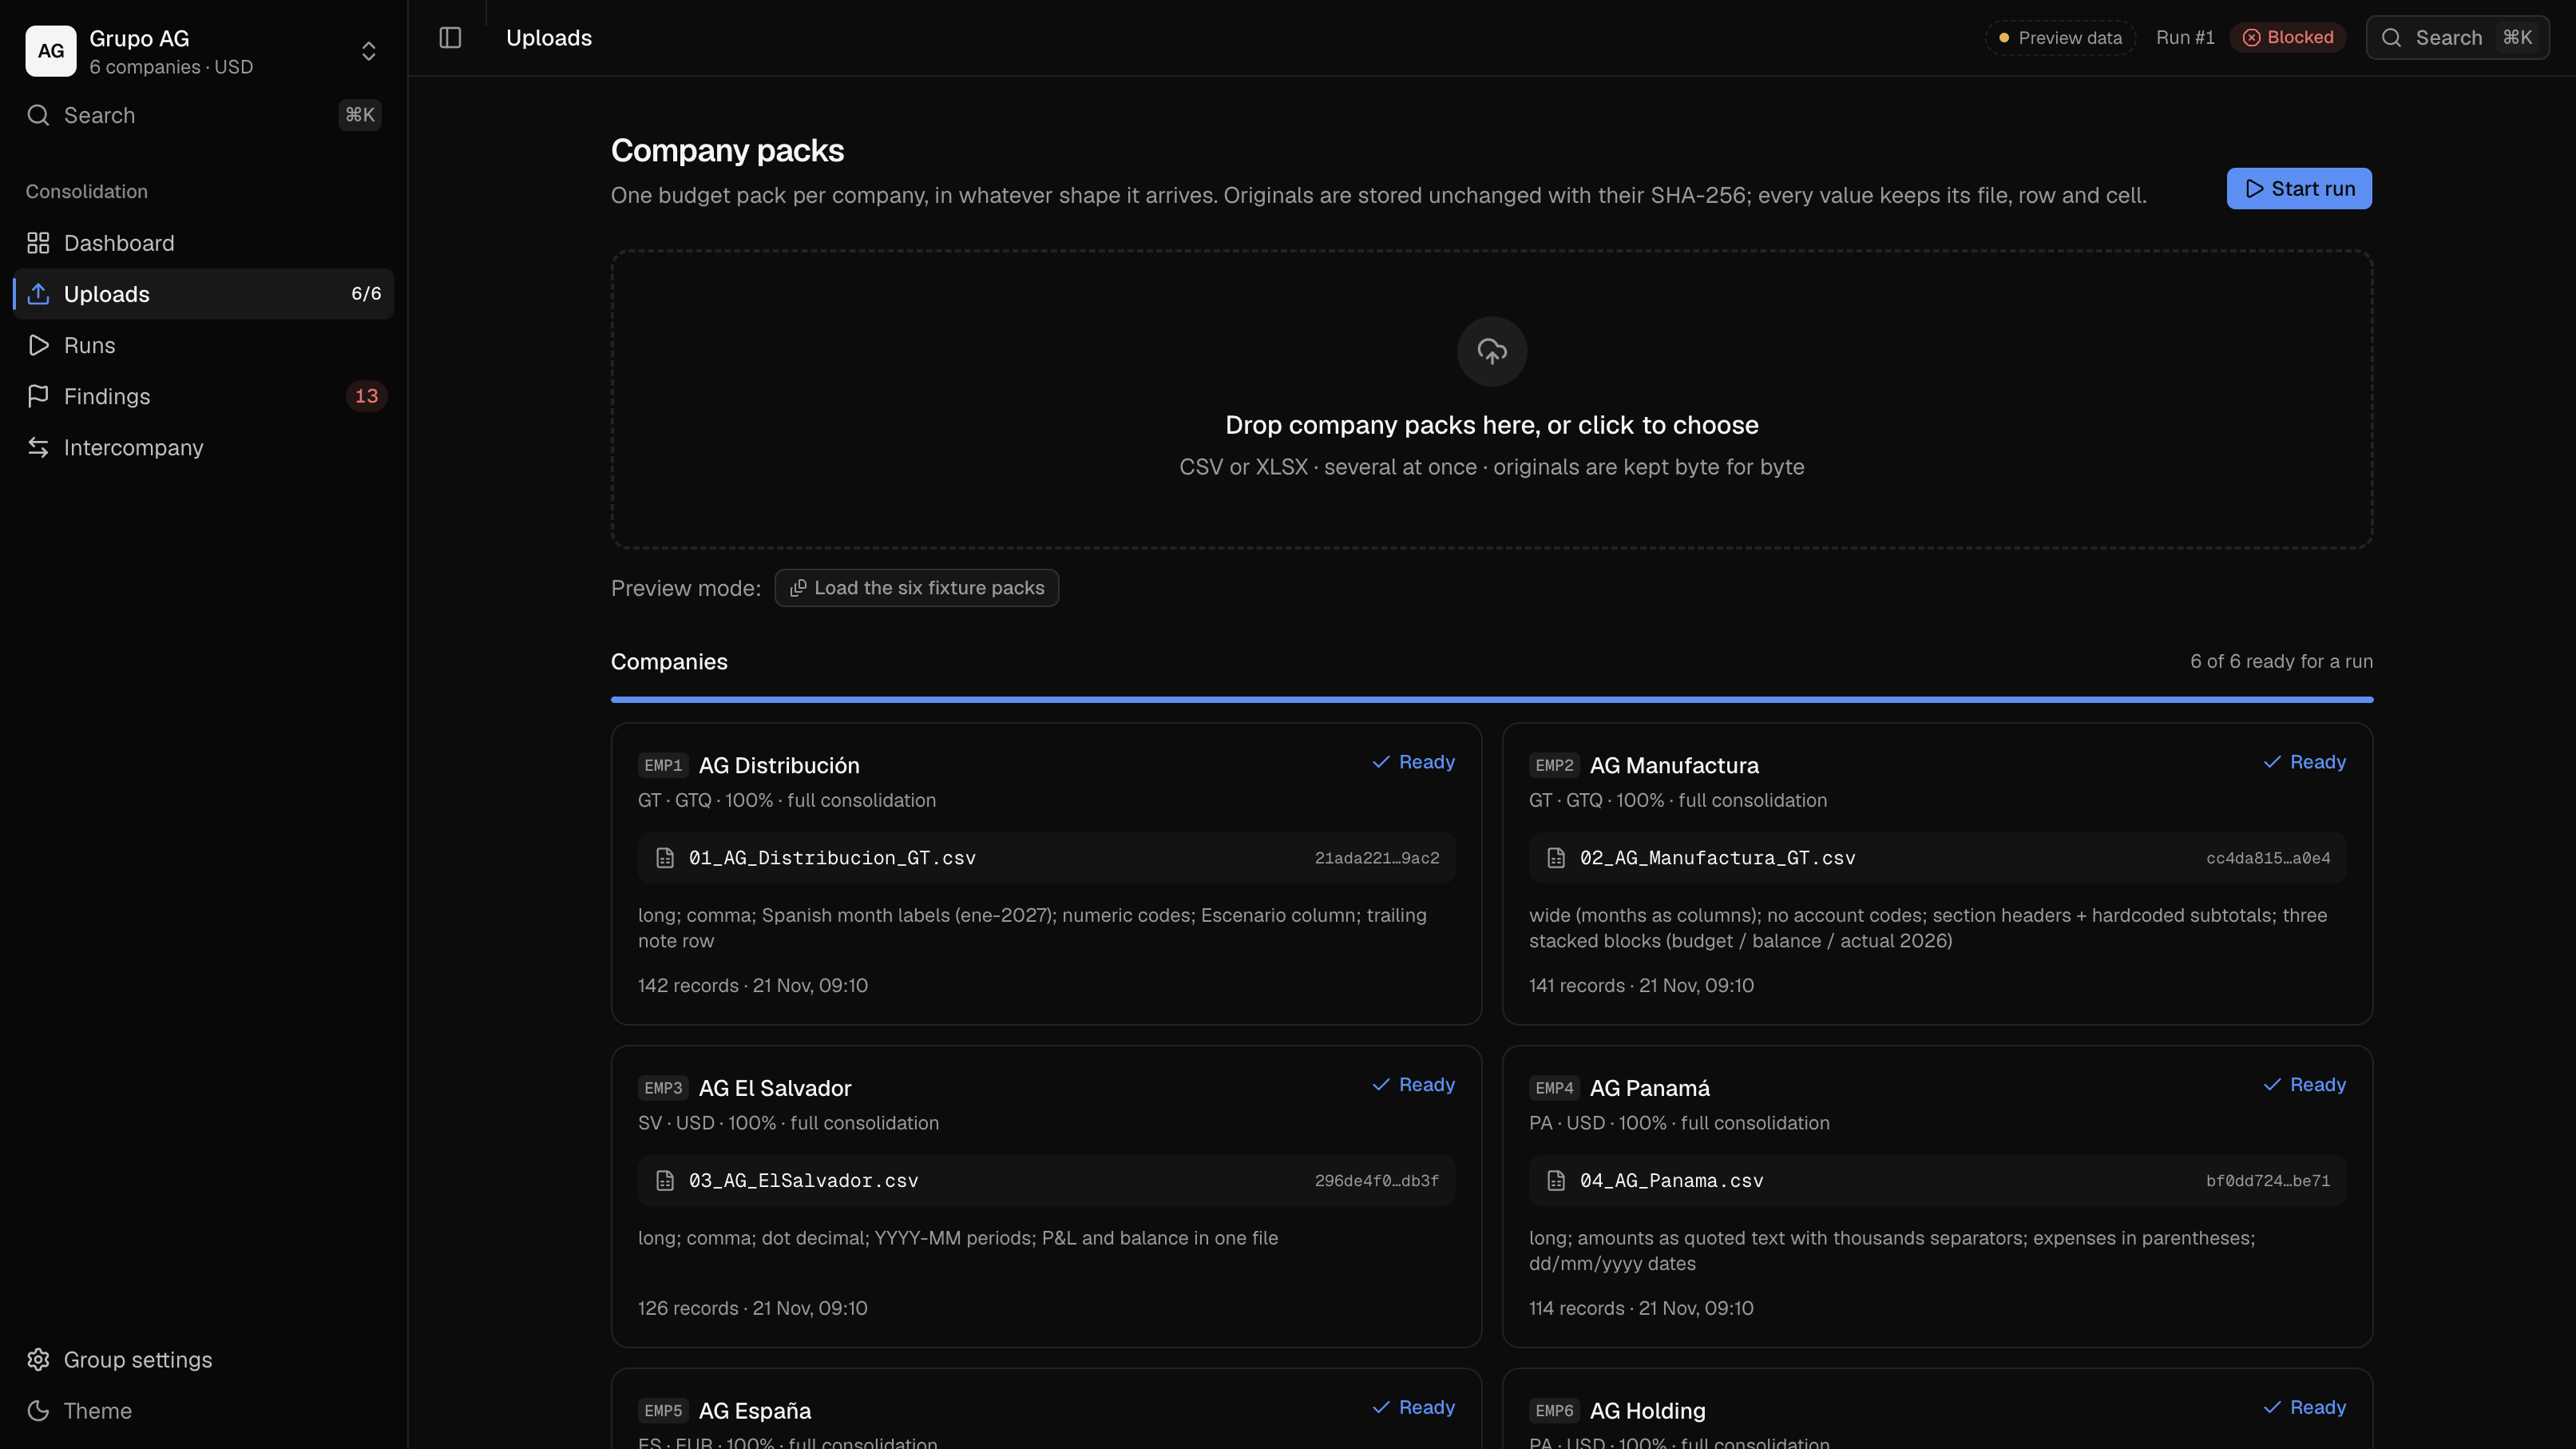 AG
Grupo AG
6 companies · USD
Search ⌘K
Consolidation
Dashboard
Uploads 6/6
Runs
Findings 13
Intercompany
Group settings
Theme
Uploads
Preview data
Run #1
Blocked
Search ⌘K
Company packs
One budget pack per company, in whatever shape it arrives. Originals are stored unchanged with their SHA-256; every value keeps its file, row and cell.
Start run
Drop company packs here, or click to choose
CSV or XLSX · several at once · originals are kept byte for byte
Preview mode: Load the six fixture packs
Companies
6 of 6 ready for a run
EMP1 AG Distribución
Ready
GT · GTQ · 100% · full consolidation
01_AG_Distribucion_GT.csv 21ada221…9ac2
long; comma; Spanish month labels (ene-2027); numeric codes; Escenario column; trailing
note row
142 records · 21 Nov, 09:10
EMP2 AG Manufactura
Ready
GT · GTQ · 100% · full consolidation
02_AG_Manufactura_GT.csv cc4da815…a0e4
wide (months as columns); no account codes; section headers + hardcoded subtotals; three
stacked blocks (budget / balance / actual 2026)
141 records · 21 Nov, 09:10
EMP3 AG El Salvador
Ready
SV · USD · 100% · full consolidation
03_AG_ElSalvador.csv 296de4f0…db3f
long; comma; dot decimal; YYYY-MM periods; P&L and balance in one file
126 records · 21 Nov, 09:10
EMP4 AG Panamá
Ready
PA · USD · 100% · full consolidation
04_AG_Panama.csv bf0dd724…be71
long; amounts as quoted text with thousands separators; expenses in parentheses;
dd/mm/yyyy dates
114 records · 21 Nov, 09:10
EMP5 AG España
Ready
ES · EUR · 100% · full consolidation
EMP6 AG Holding
Ready
PA · USD · 100% · full consolidation